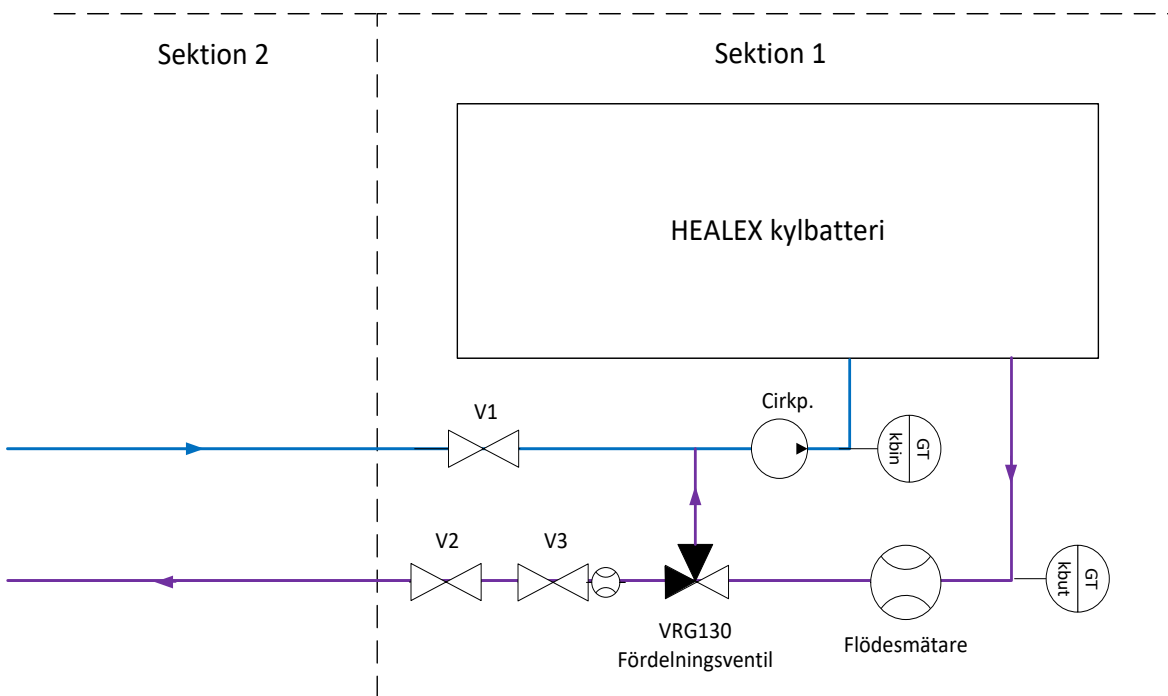 Sektion 2
Sektion 1
HEALEX kylbatteri
V1
Cirkp.
GT
kbin
V2
V3
GT
kbut
VRG130
Fördelningsventil
Flödesmätare